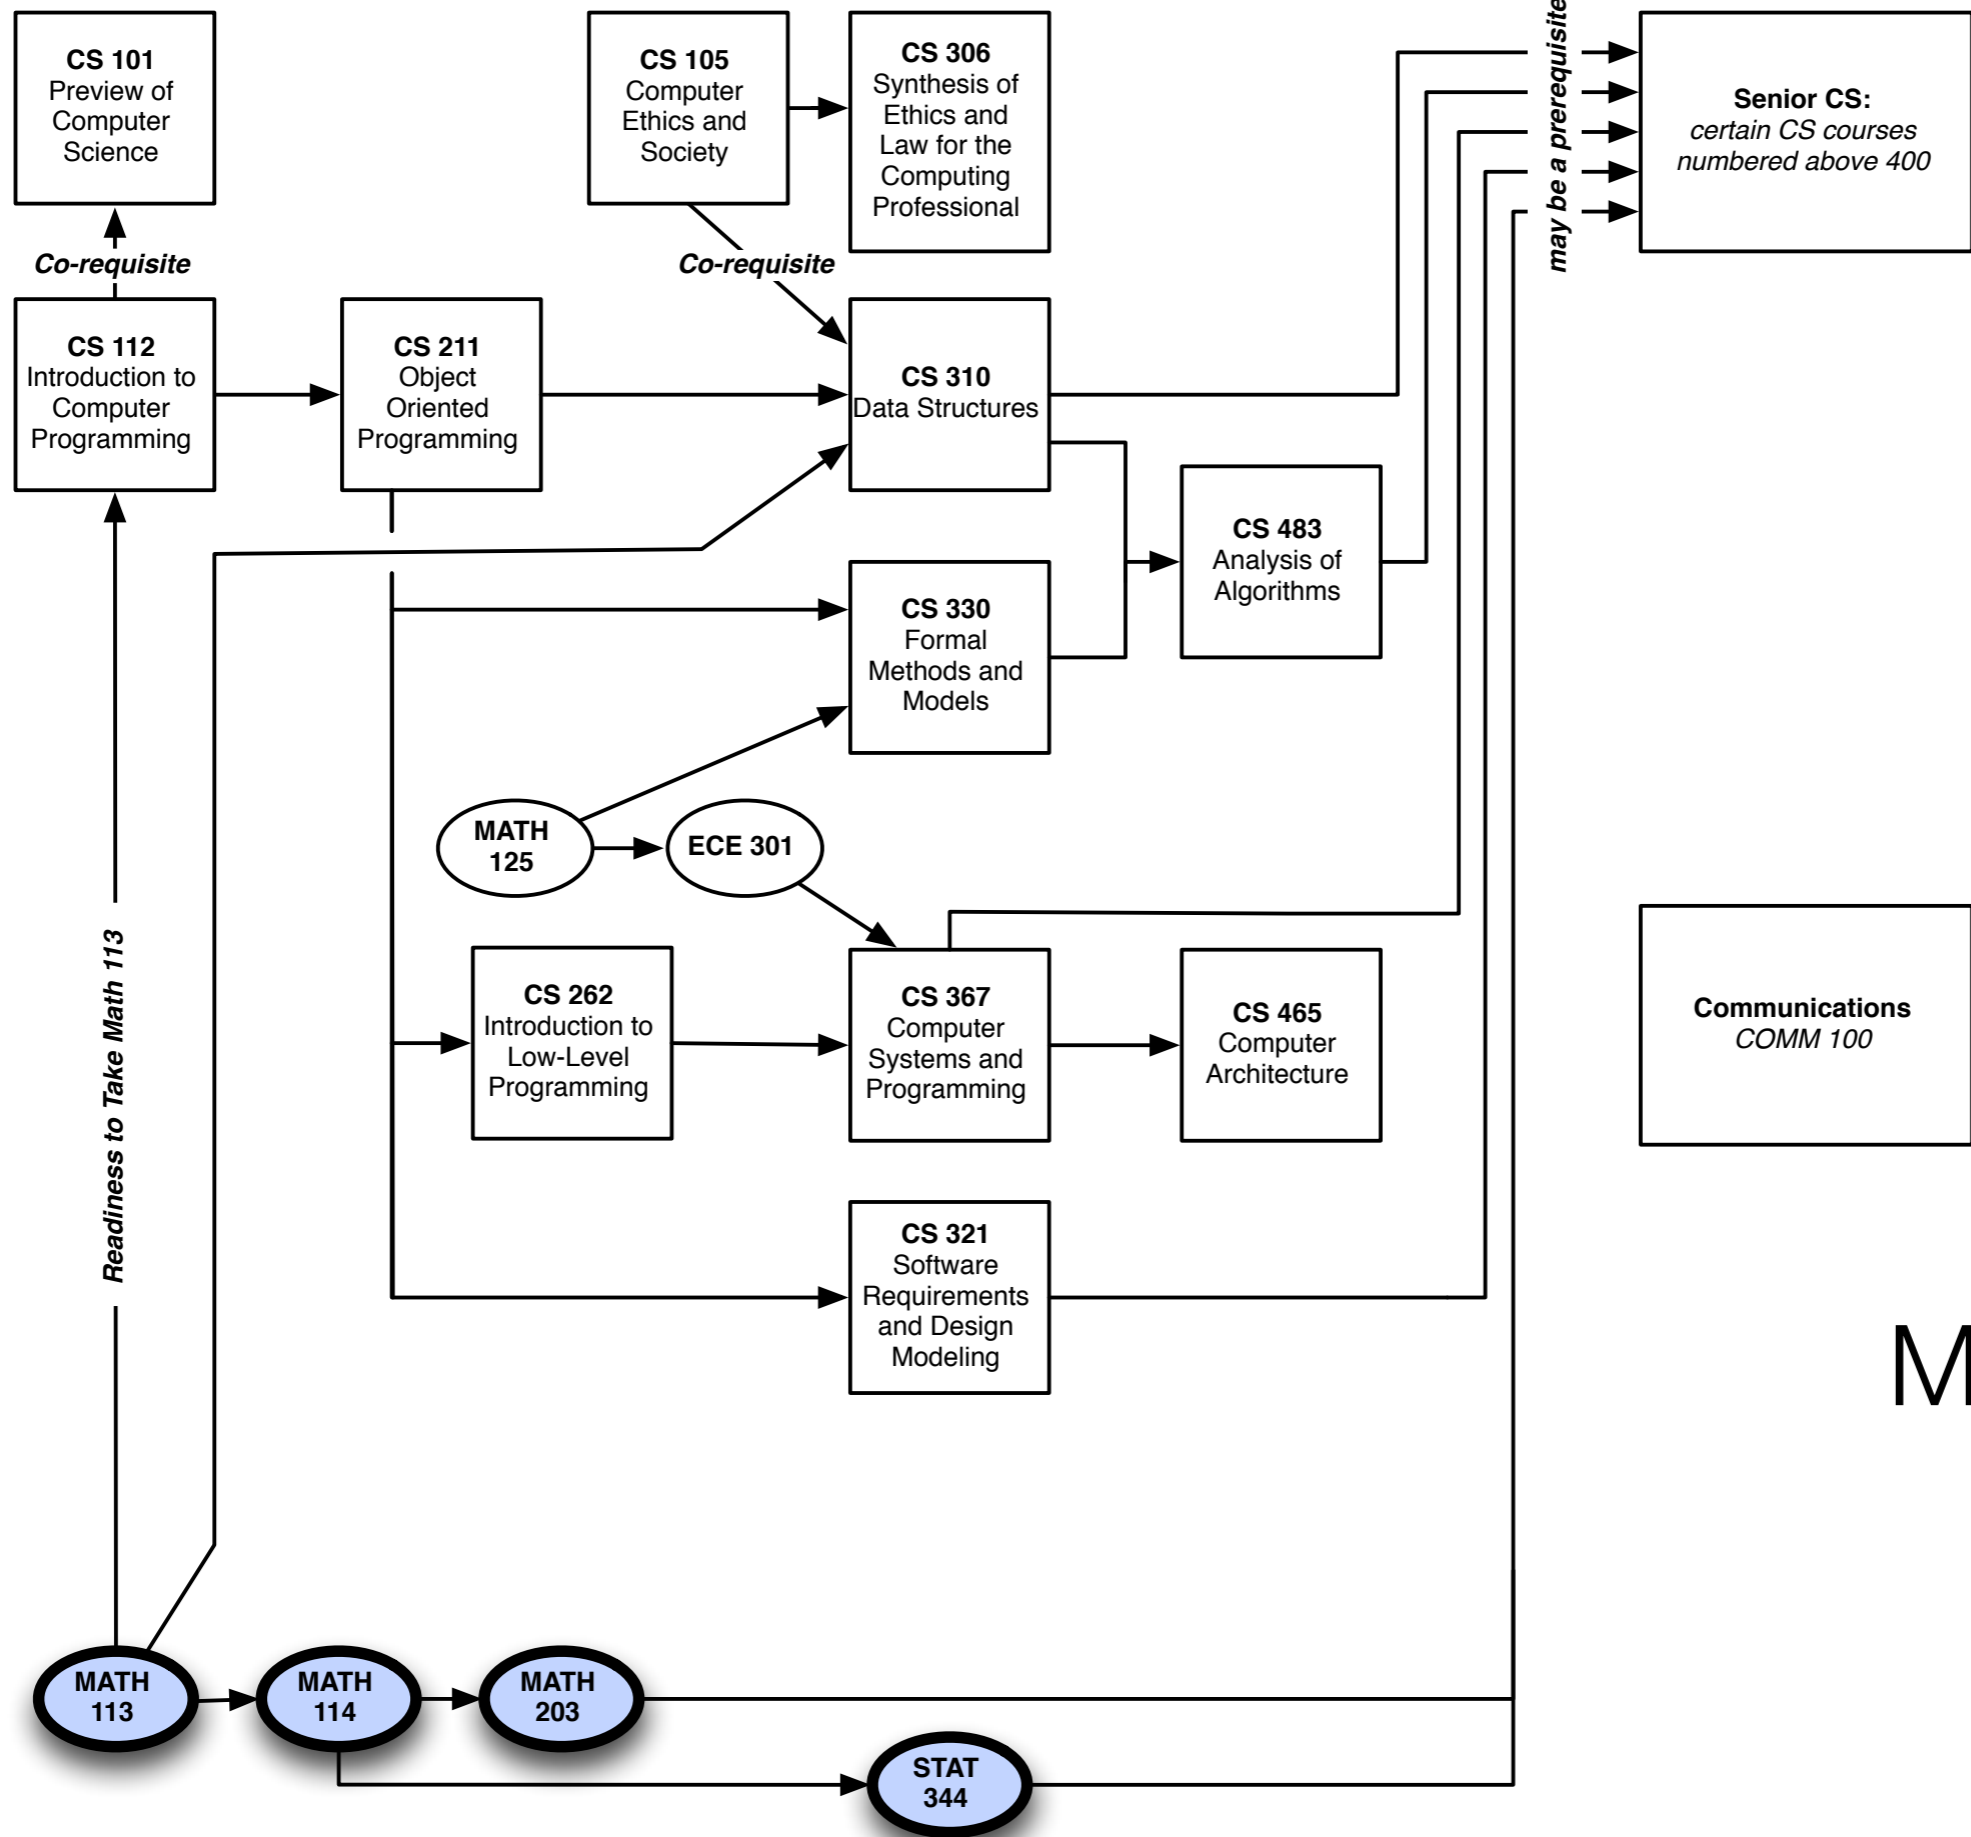 CS 101
Preview of
Computer
Science
CS 105
Computer
Ethics and
Society
CS 306
Synthesis of
Ethics and
Law for the
Computing
Professional
may be a prerequisite
Senior CS:
certain CS courses
numbered above 400
Co-requisite
Co-requisite
CS 112
Introduction to
Computer
Programming
CS 211
Object
Oriented
Programming
CS 310
Data Structures
CS 483
Analysis of
Algorithms
CS 330
Formal
Methods and
Models
MATH
125
ECE 301
Readiness to Take Math 113
CS 262
Introduction to
Low-Level
Programming
CS 367
Computer
Systems and
Programming
CS 465
Computer
Architecture
Communications
COMM 100
CS 321
Software
Requirements
and Design
Modeling
M
MATH
113
MATH
114
MATH
203
STAT
344